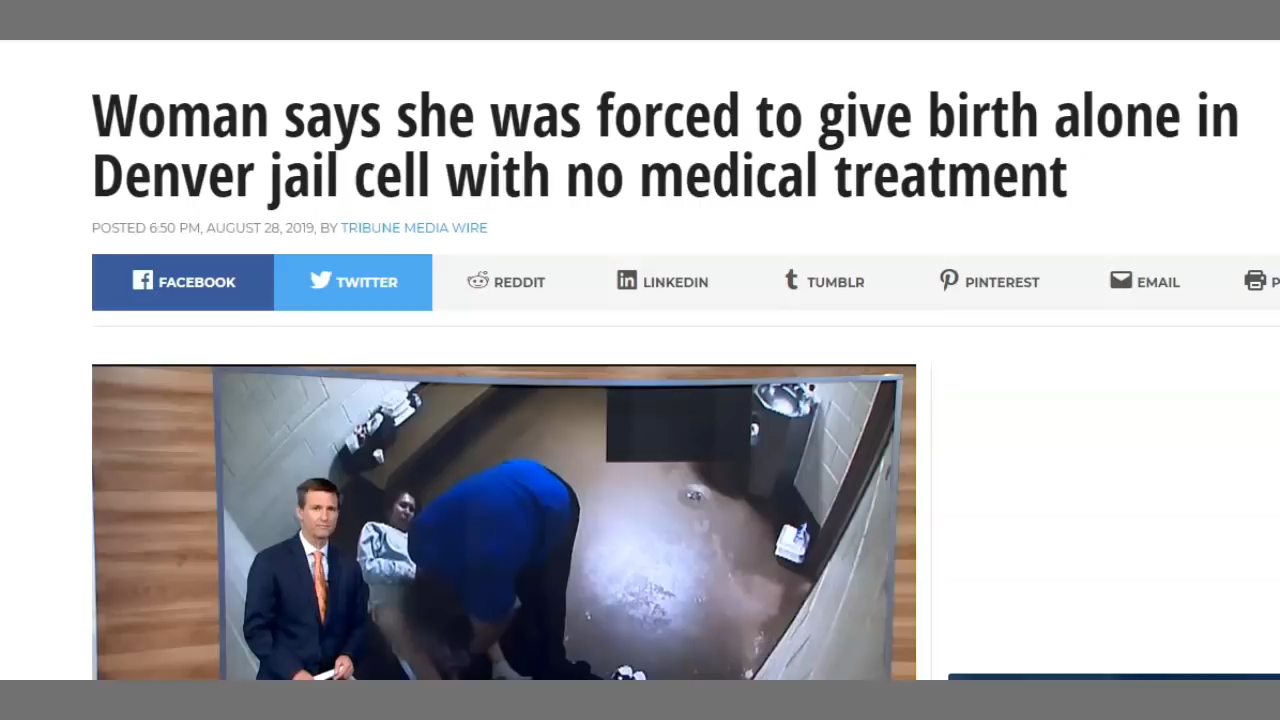 Woman says she was forced to give birth alone in
Denver jail cell with no medical treatment
POSTED 6:50 PM, AUGUST 28, 2019, BY TRIBUNE MEDIA WIRE
FACEBOOK TWITTER REDDIT LINKEDIN TUMBLR PINTEREST EMAIL P